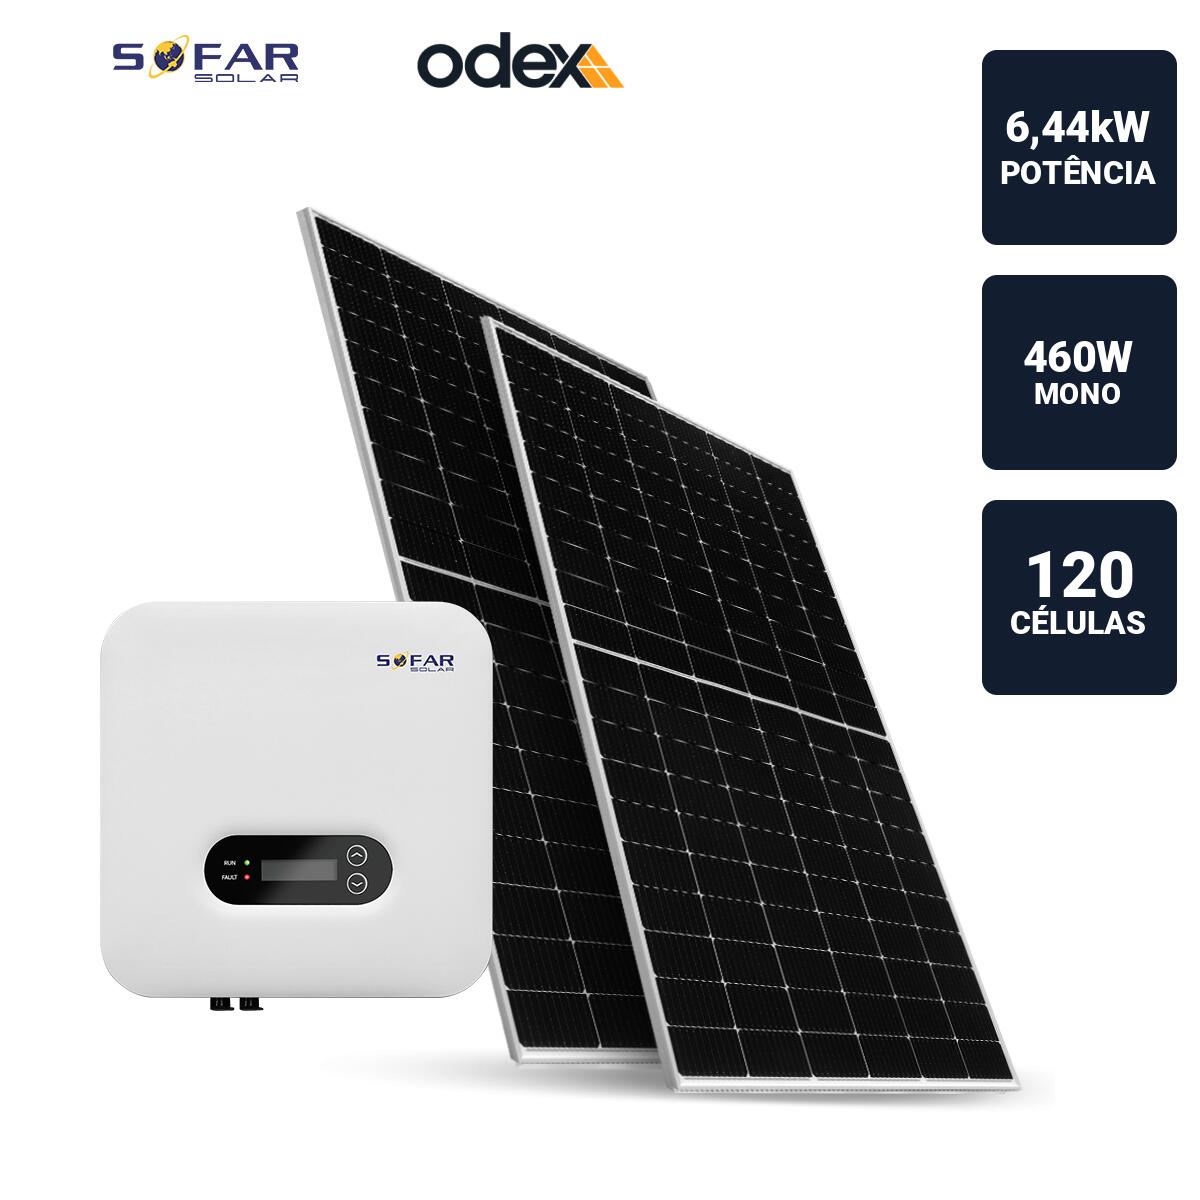 SOFAR
SOLAR
odex
6,44kW
POTÊNCIA
460W
MONO
120
CÉLULAS
SOFAR
SOLAR
RUN
FAULT